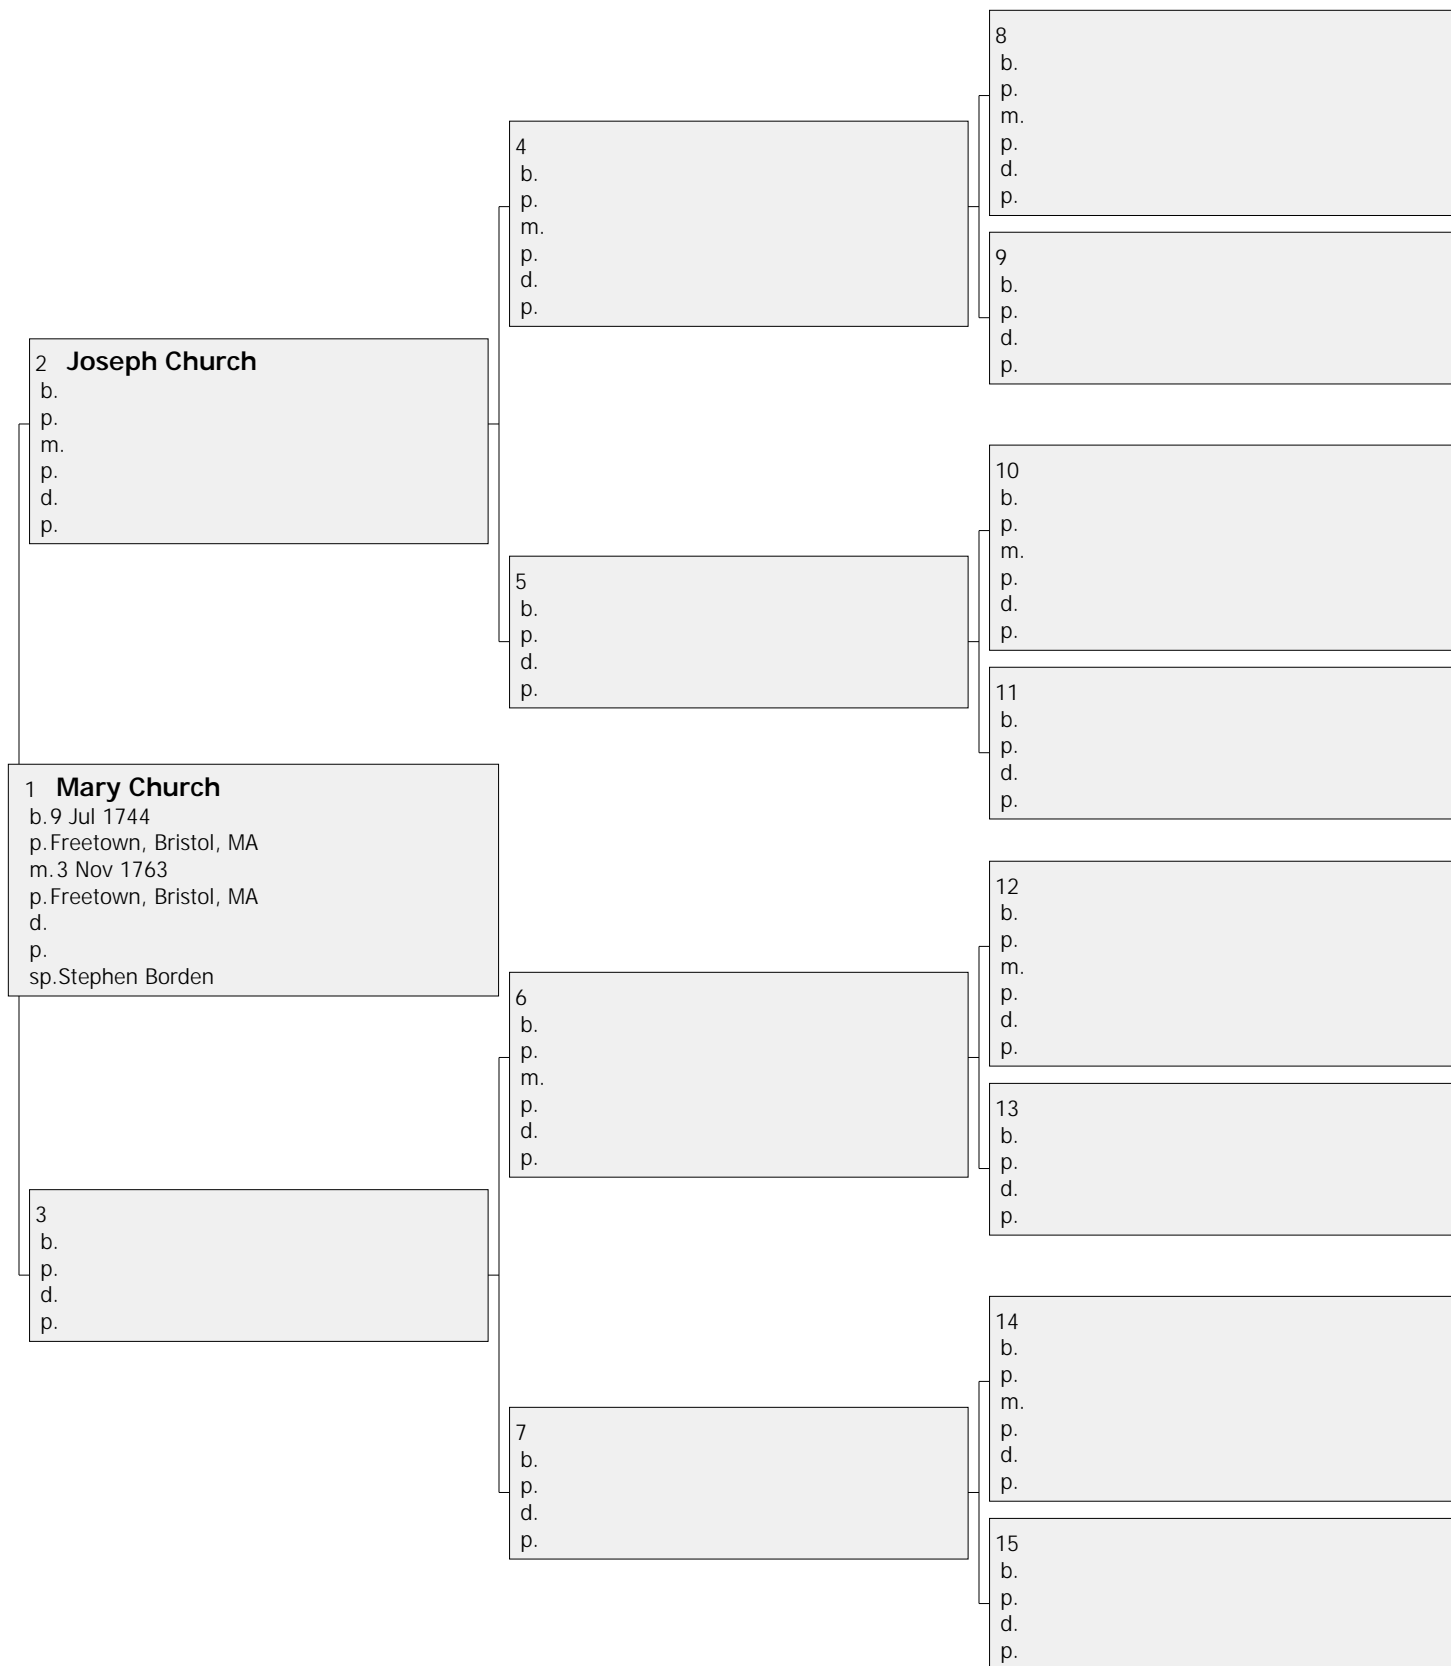 8
b.
p.
m.
p.
d.
p.
4
b.
p.
m.
p.
d.
p.
9
b.
p.
d.
p.
2 Joseph Church
b.
p.
m.
p.
d.
p.
10
b.
p.
m.
p.
d.
p.
5
b.
p.
d.
p.
11
b.
p.
d.
p.
1 Mary Church
b. 9 Jul 1744
p. Freetown, Bristol, MA
m. 3 Nov 1763
p. Freetown, Bristol, MA
d.
p.
sp. Stephen Borden
12
b.
p.
m.
p.
d.
p.
6
b.
p.
m.
p.
d.
p.
13
b.
p.
d.
p.
3
b.
p.
d.
p.
14
b.
p.
m.
p.
d.
p.
7
b.
p.
d.
p.
15
b.
p.
d.
p.